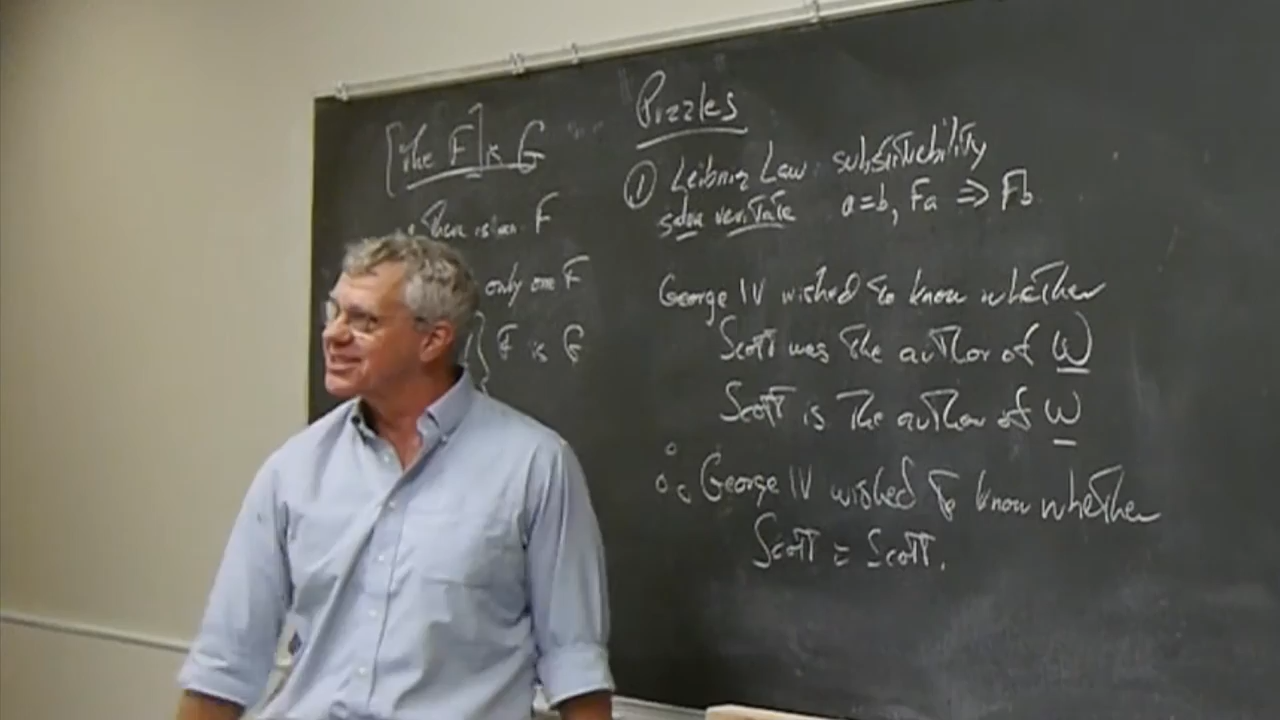 [The F] is G
There is an F
only one F
F is G
Puzzles
① Leibniz Law: substitutability
salva veritate a=b, Fa ⇒ Fb
George IV wished to know whether
Scott was the author of W
Scott is the author of W
∴ George IV wished to know whether
Scott = Scott.